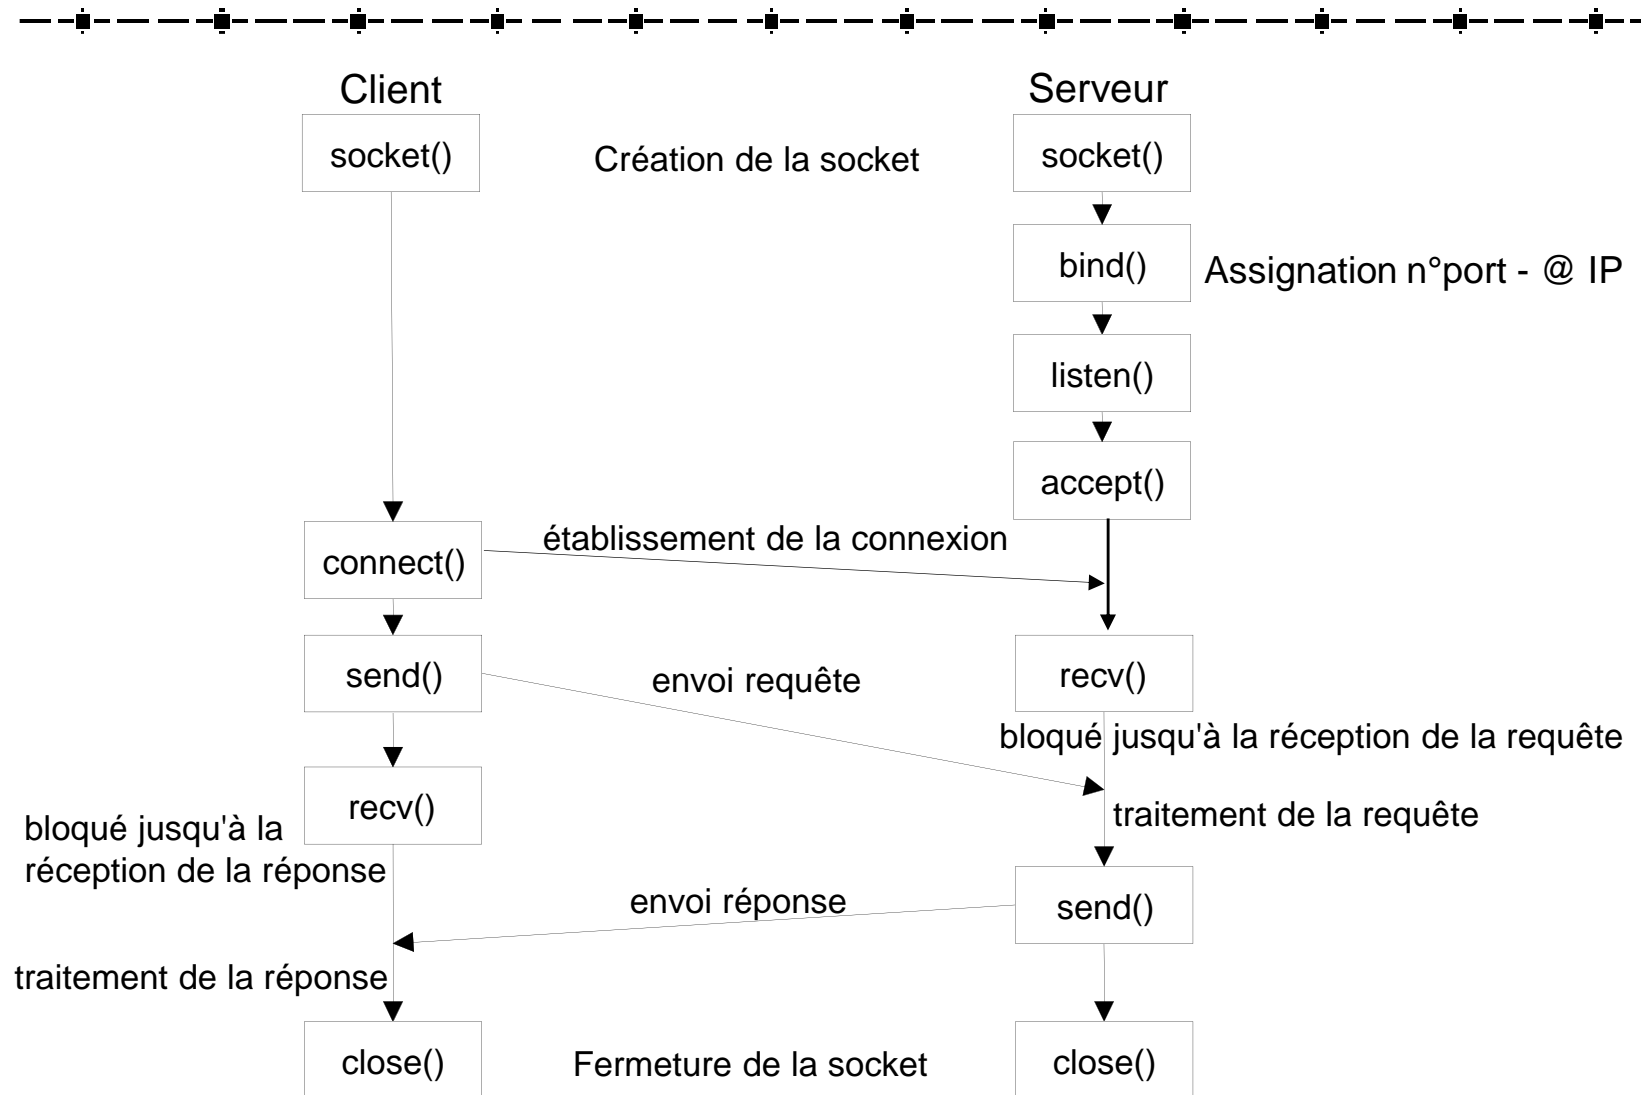 Client
Serveur
socket()
Création de la socket
socket()
bind()
Assignation n°port - @ IP
listen()
accept()
établissement de la connexion
connect()
send()
envoi requête
recv()
bloqué jusqu'à la réception de la requête
recv()
traitement de la requête
bloqué jusqu'à la
réception de la réponse
envoi réponse
send()
traitement de la réponse
close()
Fermeture de la socket
close()